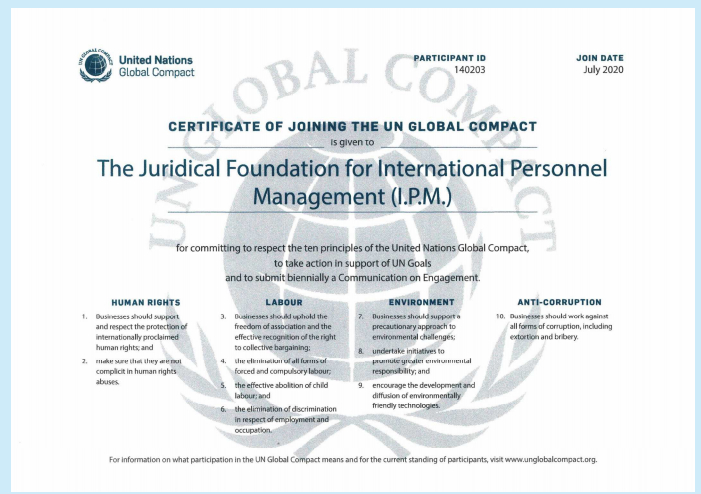 UN GLOBAL COMPACT
United Nations
Global Compact
PARTICIPANT ID
140203
JOIN DATE
July 2020
UN GLOBAL COMPACT
CERTIFICATE OF JOINING THE UN GLOBAL COMPACT
is given to
The Juridical Foundation for International Personnel
Management (I.P.M.)
for committing to respect the ten principles of the United Nations Global Compact,
to take action in support of UN Goals
and to submit biennially a Communication on Engagement.
HUMAN RIGHTS
1. Businesses should support
and respect the protection of
internationally proclaimed
human rights; and
2. make sure that they are not
complicit in human rights
abuses.
LABOUR
3. Businesses should uphold the
freedom of association and the
effective recognition of the right
to collective bargaining;
4. the elimination of all forms of
forced and compulsory labour;
5. the effective abolition of child
labour; and
6. the elimination of discrimination
in respect of employment and
occupation.
ENVIRONMENT
7. Businesses should support a
precautionary approach to
environmental challenges;
8. undertake initiatives to
promote greater environmental
responsibility; and
9. encourage the development and
diffusion of environmentally
friendly technologies.
ANTI-CORRUPTION
10. Businesses should work against
all forms of corruption, including
extortion and bribery.
For information on what participation in the UN Global Compact means and for the current standing of participants, visit www.unglobalcompact.org.